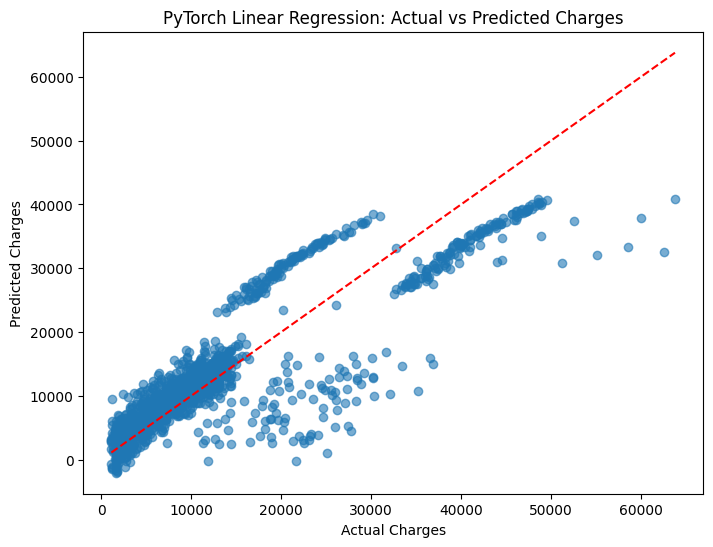 PyTorch Linear Regression: Actual vs Predicted Charges
60000
50000
40000
30000
20000
10000
0
Predicted Charges
0 10000 20000 30000 40000 50000 60000
Actual Charges